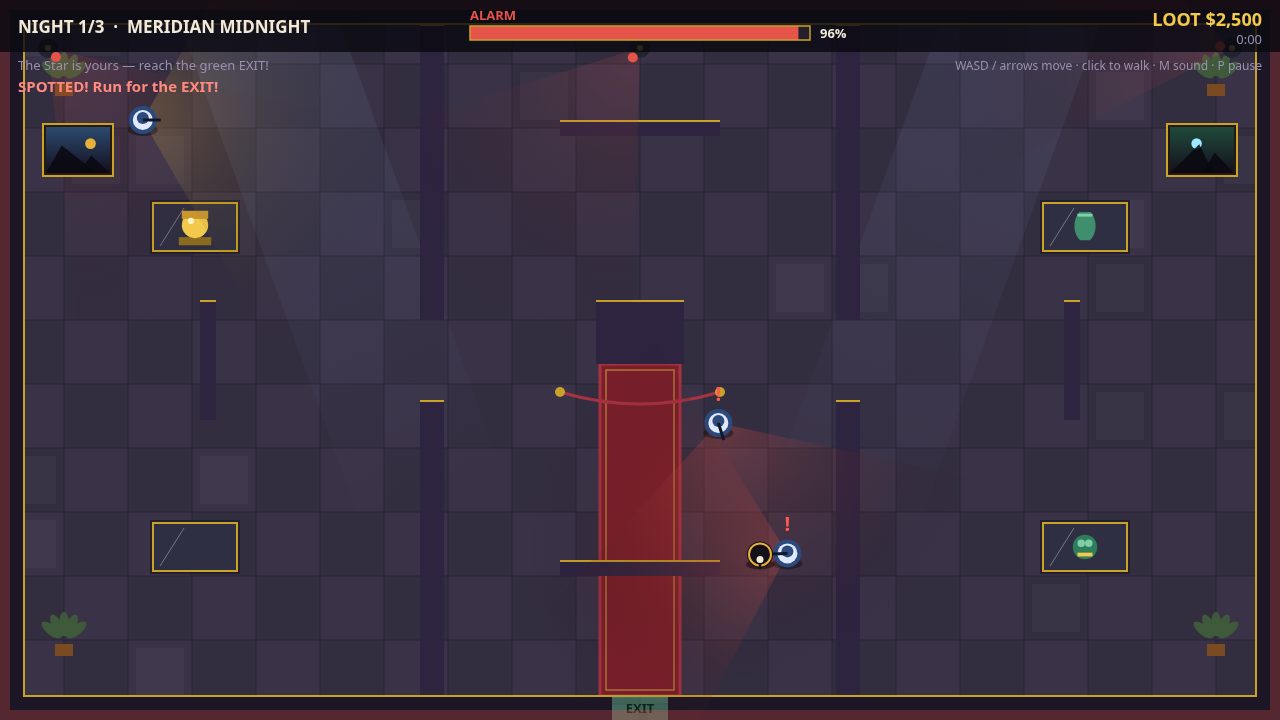 NIGHT 1/3 · MERIDIAN MIDNIGHT
ALARM
96%
LOOT $2,500
0:00
The Star is yours — reach the green EXIT!
WASD / arrows move · click to walk · M sound · P pause
SPOTTED! Run for the EXIT!
!
!
EXIT